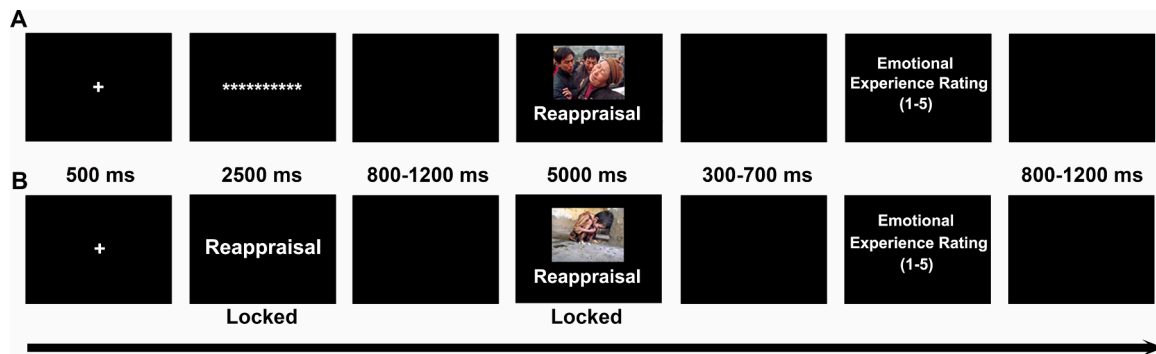 A
+
**********
Reappraisal
Emotional
Experience Rating
(1-5)
500 ms 2500 ms 800-1200 ms 5000 ms 300-700 ms 800-1200 ms
B
+
Reappraisal
Reappraisal
Emotional
Experience Rating
(1-5)
Locked Locked